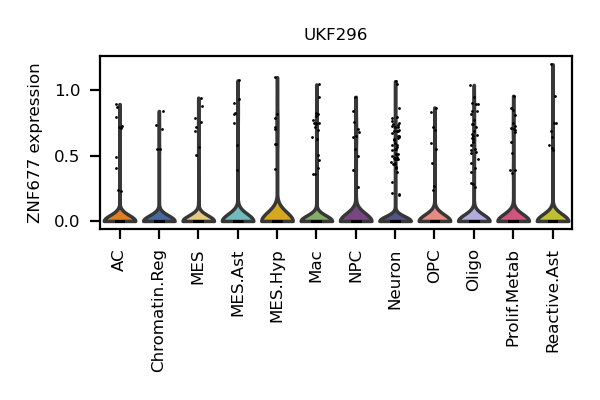 UKF296
ZNF677 expression
1.0
0.5
0.0
AC
Chromatin.Reg
MES
MES.Ast
MES.Hyp
Mac
NPC
Neuron
OPC
Oligo
Prolif.Metab
Reactive.Ast